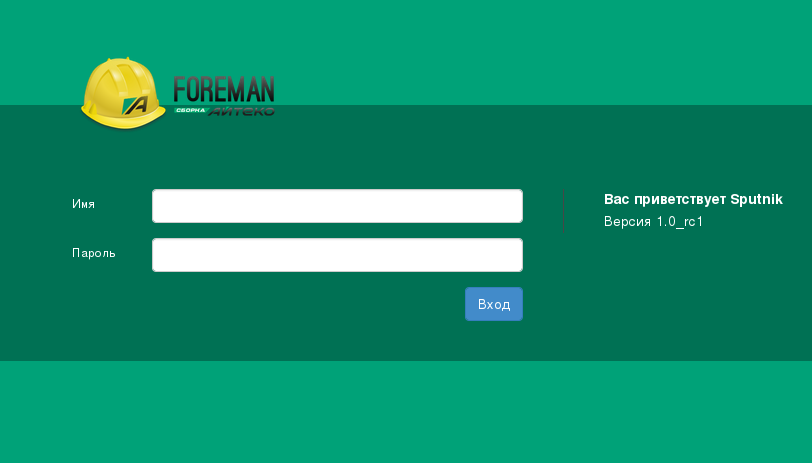 FOREMAN
СБОРКА АЙТЕКО
Имя
Пароль
Вход
Вас приветствует Sputnik
Версия 1.0_rc1